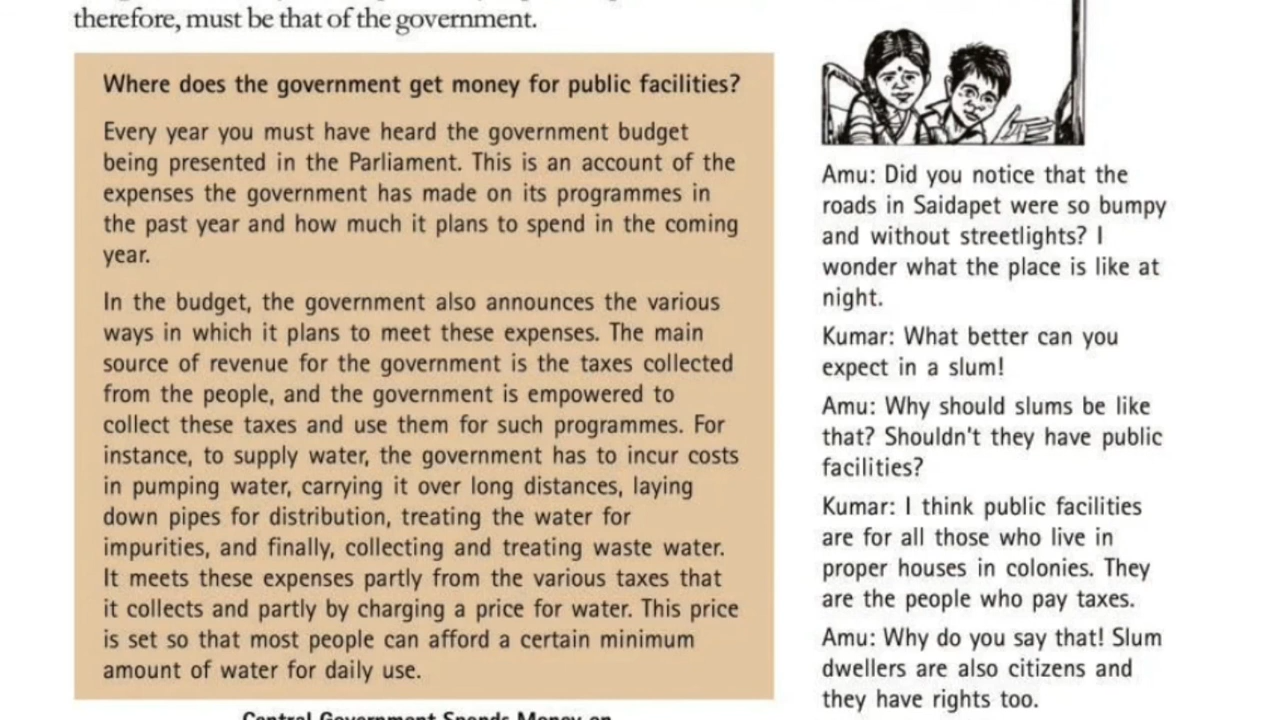 therefore, must be that of the government.
Where does the government get money for public facilities?
Every year you must have heard the government budget
being presented in the Parliament. This is an account of the
expenses the government has made on its programmes in
the past year and how much it plans to spend in the coming
year.
In the budget, the government also announces the various
ways in which it plans to meet these expenses. The main
source of revenue for the government is the taxes collected
from the people, and the government is empowered to
collect these taxes and use them for such programmes. For
instance, to supply water, the government has to incur costs
in pumping water, carrying it over long distances, laying
down pipes for distribution, treating the water for
impurities, and finally, collecting and treating waste water.
It meets these expenses partly from the various taxes that
it collects and partly by charging a price for water. This price
is set so that most people can afford a certain minimum
amount of water for daily use.
Central Government Spends Money on
Amu: Did you notice that the
roads in Saidapet were so bumpy
and without streetlights? I
wonder what the place is like at
night.
Kumar: What better can you
expect in a slum!
Amu: Why should slums be like
that? Shouldn't they have public
facilities?
Kumar: I think public facilities
are for all those who live in
proper houses in colonies. They
are the people who pay taxes.
Amu: Why do you say that! Slum
dwellers are also citizens and
they have rights too.